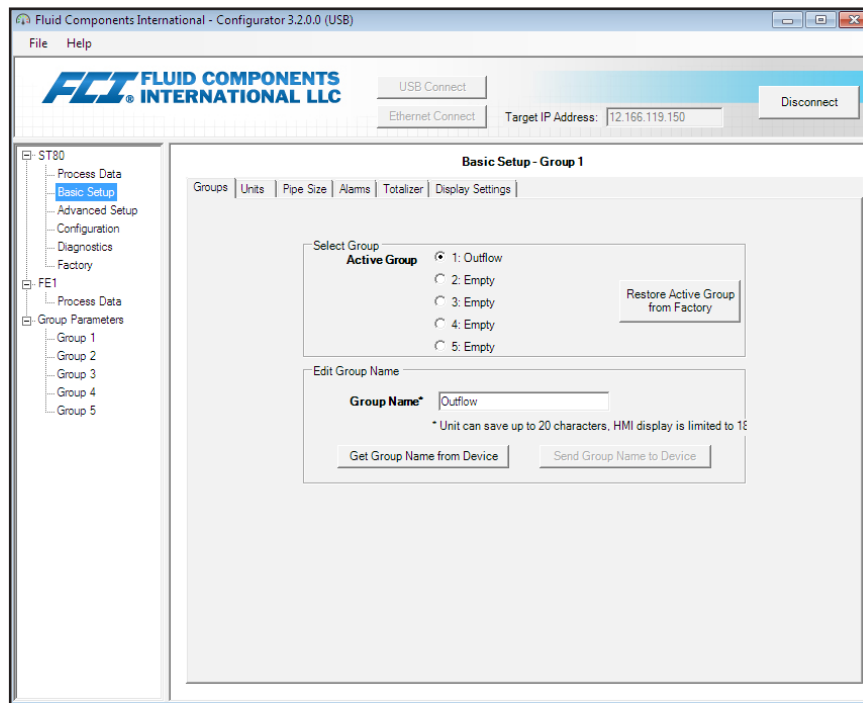 Fluid Components International - Configurator 3.2.0.0 (USB)
File Help
FCI ® FLUID COMPONENTS
INTERNATIONAL LLC
USB Connect
Ethernet Connect
Target IP Address: 12.166.119.150
Disconnect
ST80
Process Data
Basic Setup
Advanced Setup
Configuration
Diagnostics
Factory
FE1
Process Data
Group Parameters
Group 1
Group 2
Group 3
Group 4
Group 5
Basic Setup - Group 1
Groups Units Pipe Size Alarms Totalizer Display Settings
Select Group
Active Group 1: Outflow
2: Empty
3: Empty
4: Empty
5: Empty
Restore Active Group
from Factory
Edit Group Name
Group Name* Outflow
* Unit can save up to 20 characters, HMI display is limited to 18
Get Group Name from Device Send Group Name to Device